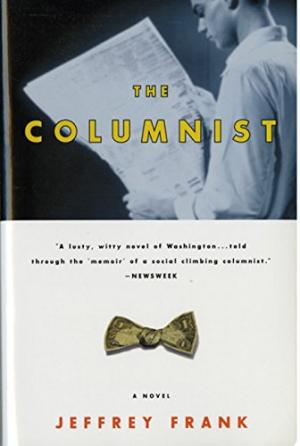 THE
COLUMNIST
"A lusty, witty novel of Washington...told
through the 'memoir' of a social climbing columnist."
—NEWSWEEK
A NOVEL
JEFFREY FRANK